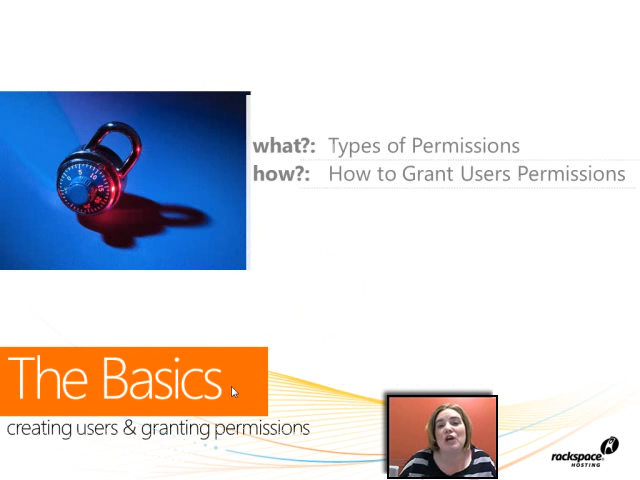 what?: Types of Permissions
how?: How to Grant Users Permissions
The Basics
creating users & granting permissions
rackspace
HOSTING